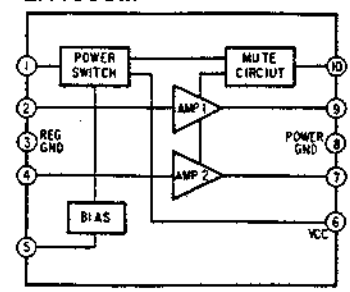 POWER SWITCH
MUTE CIRCIUT
1
10
2
AMP 1
9
3
REG GND
POWER GND
8
4
AMP 2
7
BIAS
6
VCC
5